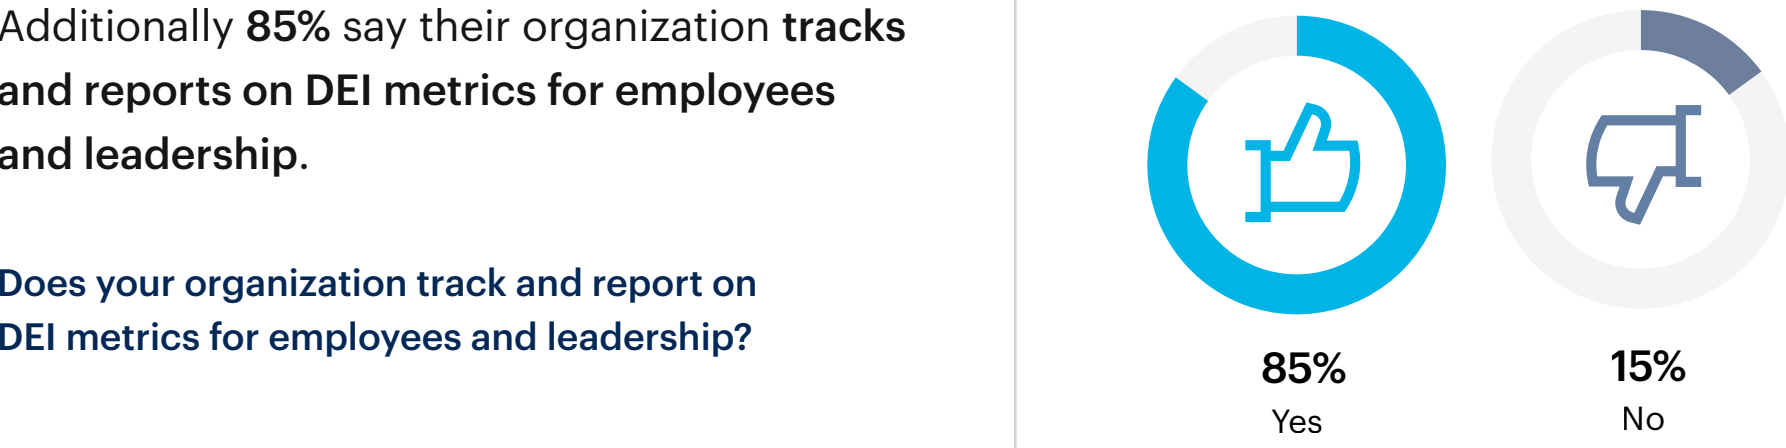 Additionally 85% say their organization tracks
and reports on DEI metrics for employees
and leadership.
Does your organization track and report on
DEI metrics for employees and leadership?
85%
Yes
15%
No